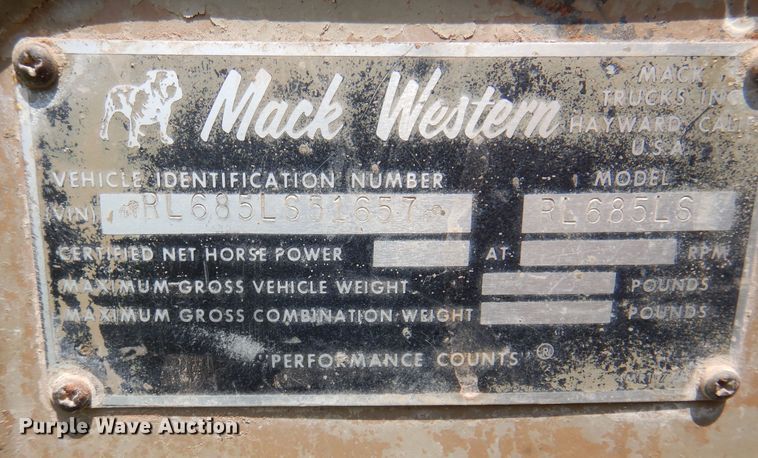 Mack Western
MACK
TRUCKS INC
HAYWARD, CAL.
U.S.A.
VEHICLE IDENTIFICATION NUMBER
MODEL
(VIN) RL685LS51657
RL685LS
CERTIFIED NET HORSE POWER AT RPM
MAXIMUM GROSS VEHICLE WEIGHT POUNDS
MAXIMUM GROSS COMBINATION WEIGHT POUNDS
"PERFORMANCE COUNTS"®
Purple Wave Auction